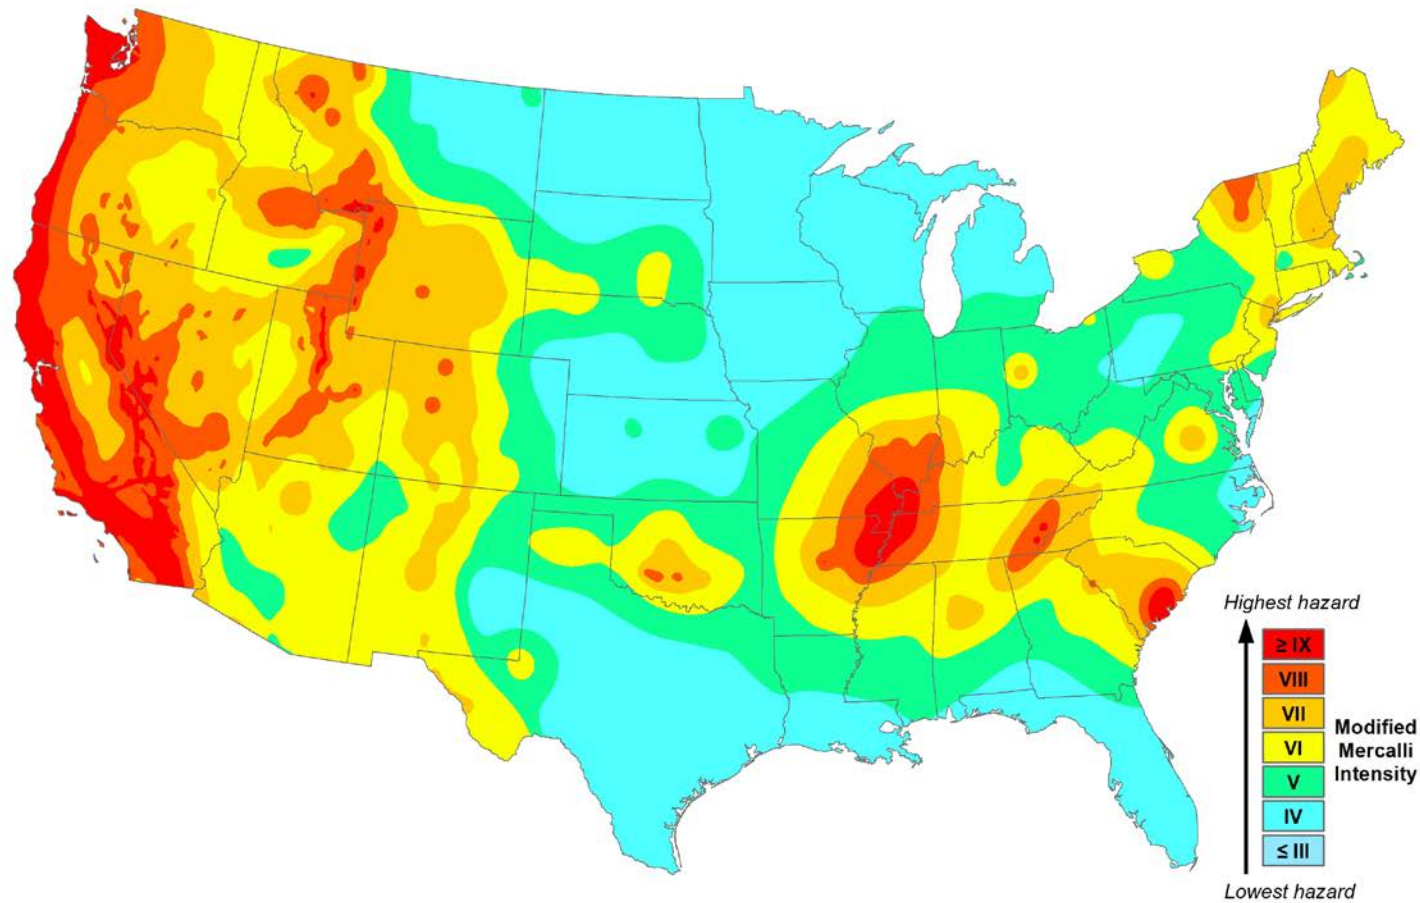 Highest hazard
≥ IX
VIII
VII
VI
V
IV
≤ III
Modified
Mercalli
Intensity
Lowest hazard